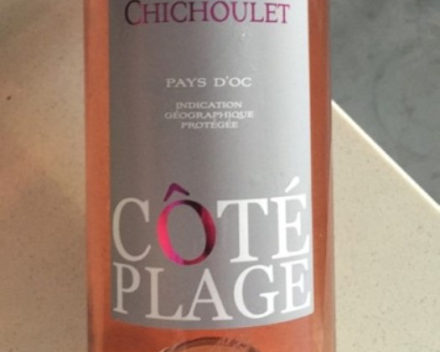 CHICHOULET
PAYS D'OC
INDICATION
GÉOGRAPHIQUE
PROTÉGÉE
CÔTÉ
PLAGE